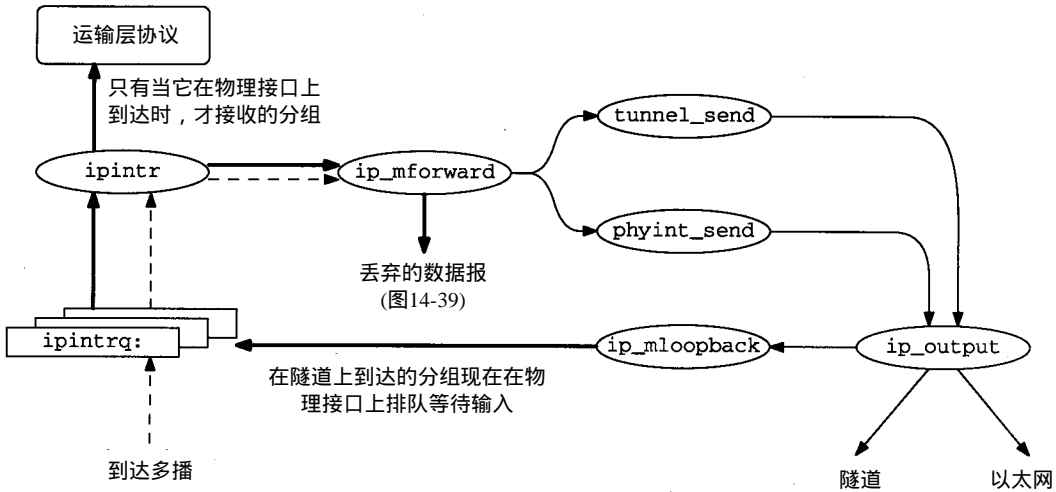 运输层协议
只有当它在物理接口上
到达时，才接收的分组
tunnel_send
ipintr
ip_mforward
phyint_send
丢弃的数据报
(图14-39)
ipintrq:
ip_mloopback
ip_output
在隧道上到达的分组现在在物
理接口上排队等待输入
到达多播
隧道
以太网